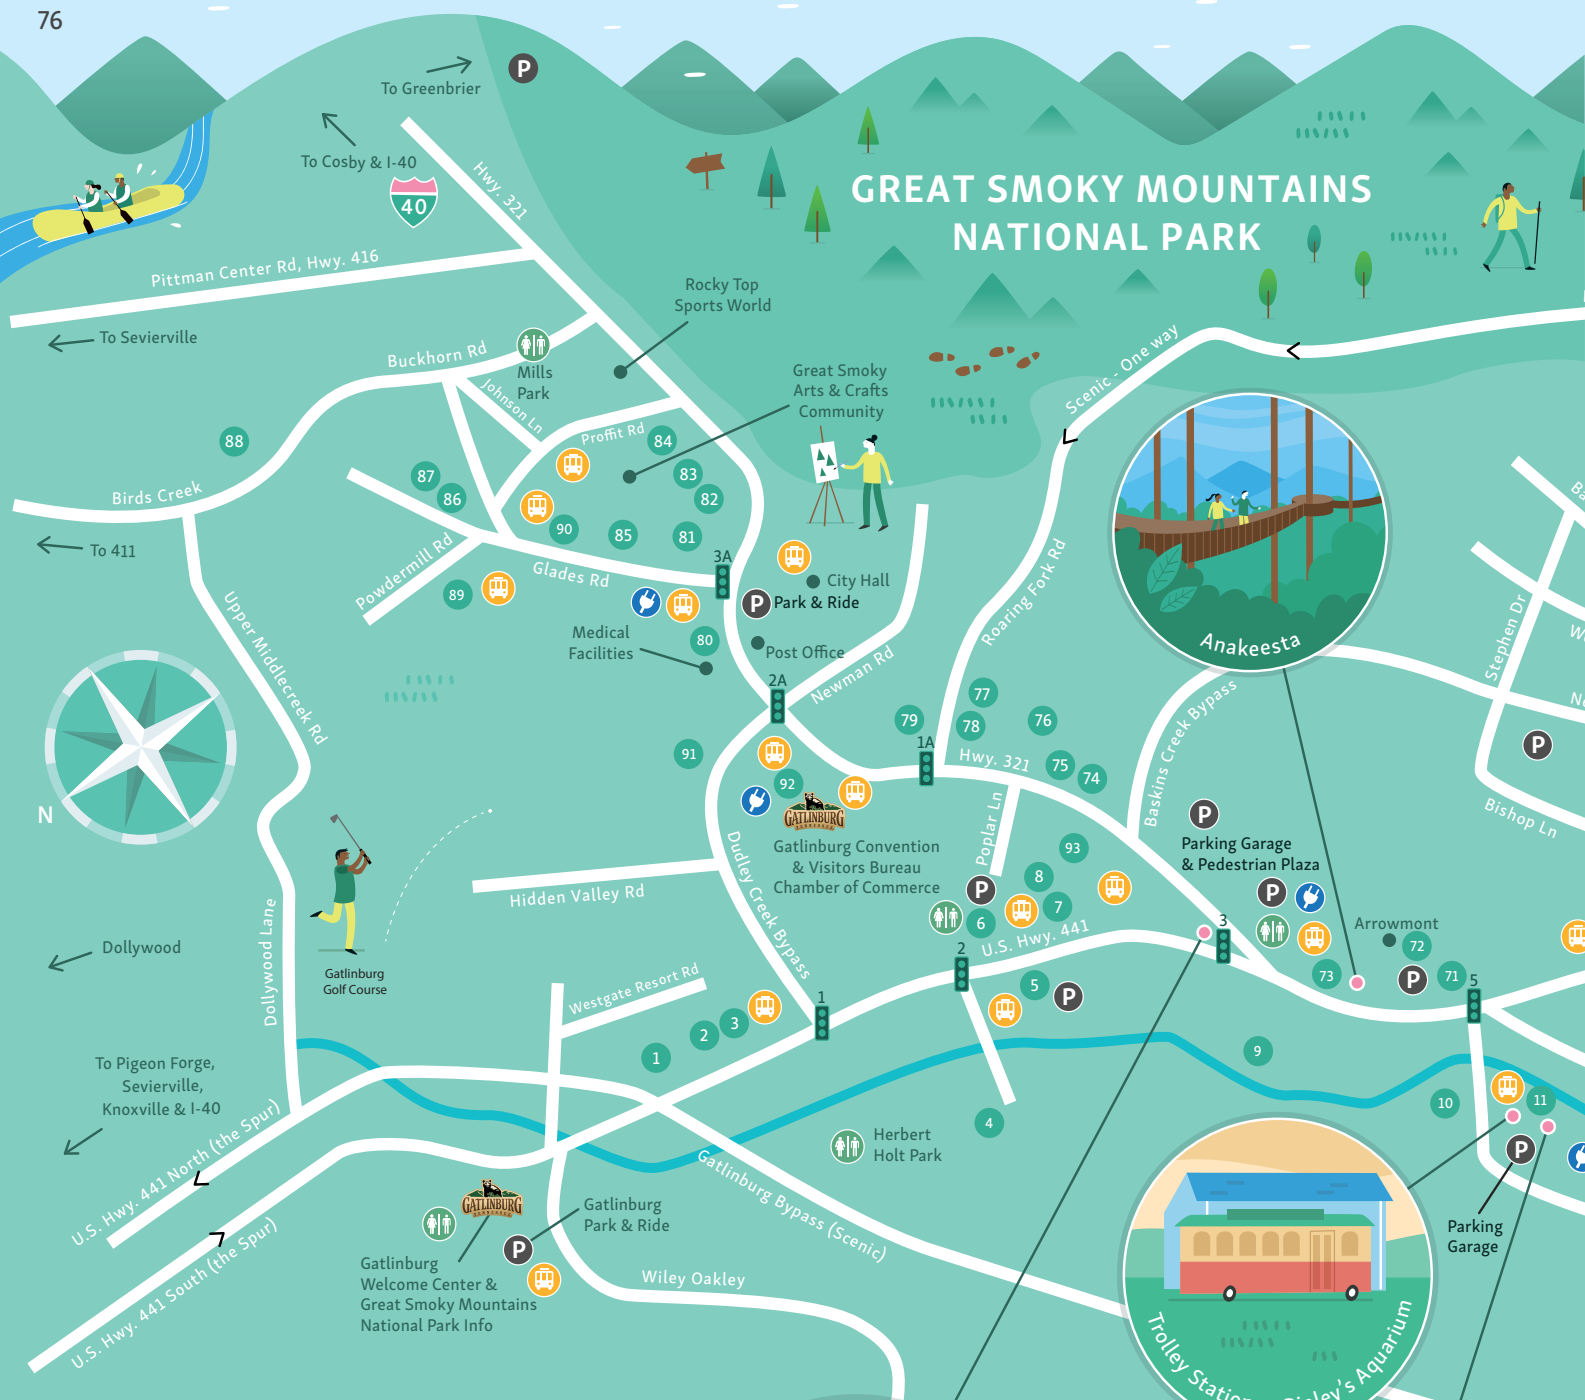 76
To Greenbrier
P
To Cosby & I-40
40
Hwy. 321
GREAT SMOKY MOUNTAINS
NATIONAL PARK
Pittman Center Rd, Hwy. 416
To Sevierville
Rocky Top
Sports World
Buckhorn Rd
Mills
Park
Johnson Ln
Proffit Rd
Great Smoky
Arts & Crafts
Community
Scenic - One way
88
87
86
84
83
82
90
85
81
Birds Creek
To 411
Powdermill Rd
Glades Rd
89
3A
City Hall
P
Park & Ride
80
Medical
Facilities
Post Office
2A
Newman Rd
Roaring Fork Rd
Anakeesta
Stephen Dr
P
Bishop Ln
Upper Middlecreek Rd
N
91
92
GATLINBURG
TENNESSEE
Gatlinburg Convention
& Visitors Bureau
Chamber of Commerce
79
77
78
76
1A
Hwy. 321
75
74
Baskins Creek Bypass
Poplar Ln
93
P
Parking Garage
& Pedestrian Plaza
P
8
P
6
7
U.S. Hwy. 441
3
Arrowmont
72
73
P
71
5
Hidden Valley Rd
Dudley Creek Bypass
Dollywood Lane
Dollywood
Gatlinburg
Golf Course
Westgate Resort Rd
2
5
P
1
3
2
1
9
4
10
11
P
Parking
Garage
To Pigeon Forge,
Sevierville,
Knoxville & I-40
U.S. Hwy. 441 North (the Spur)
U.S. Hwy. 441 South (the Spur)
Herbert
Holt Park
Gatlinburg Bypass (Scenic)
GATLINBURG
TENNESSEE
Gatlinburg
Park & Ride
P
Gatlinburg
Welcome Center &
Great Smoky Mountains
National Park Info
Wiley Oakley
Trolley Station Ripley's Aquarium